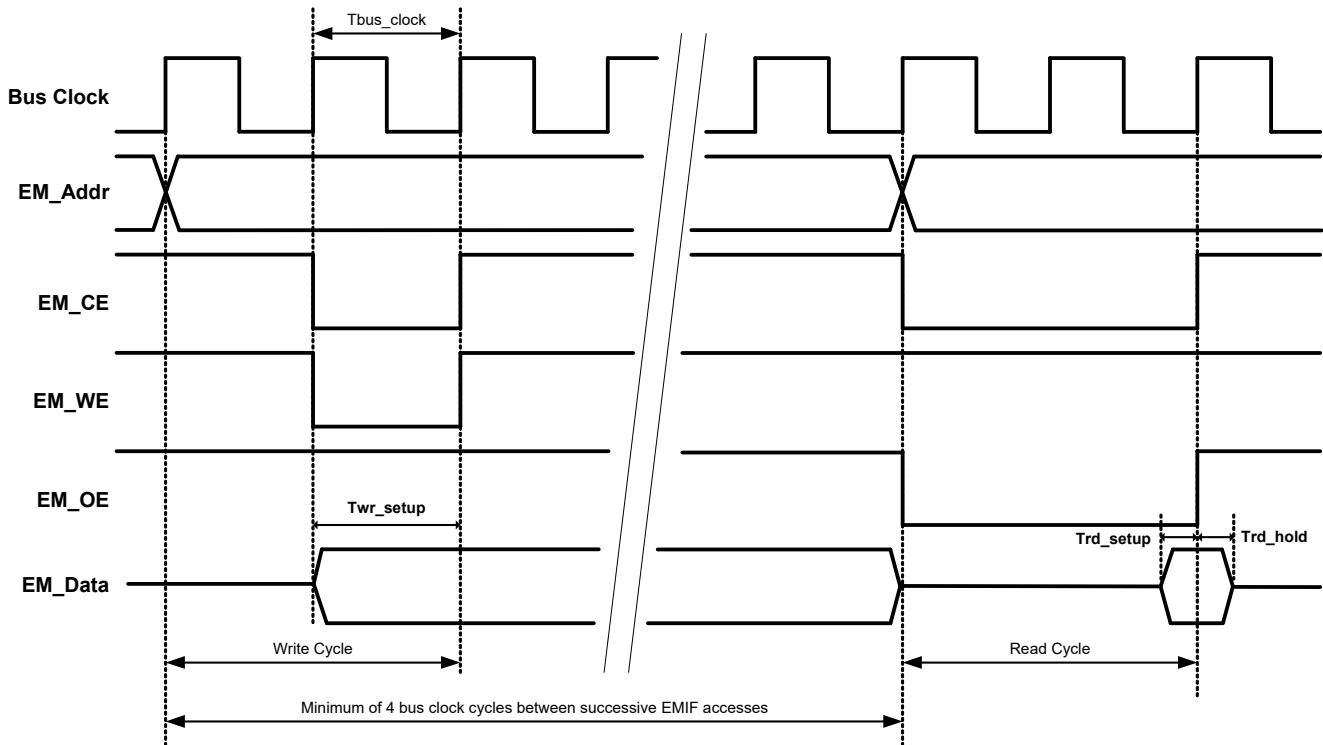 Tbus_clock
Bus Clock
EM_Addr
EM_CE
EM_WE
EM_OE
Twr_setup
Trd_setup
Trd_hold
EM_Data
Write Cycle
Read Cycle
Minimum of 4 bus clock cycles between successive EMIF accesses